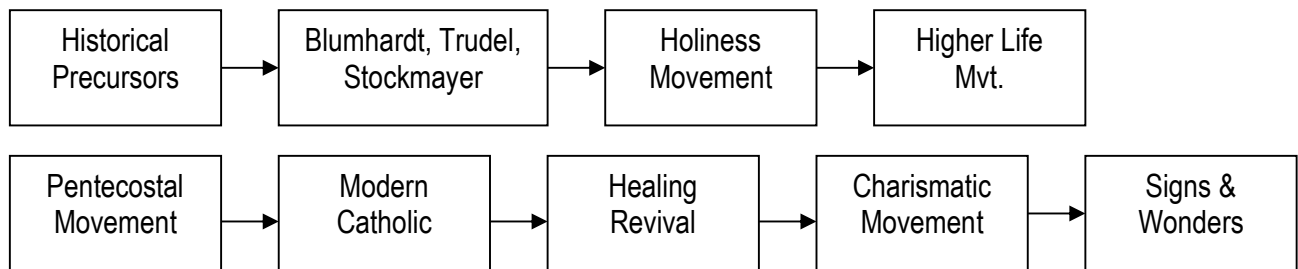 Historical
Precursors
Blumhardt, Trudel,
Stockmayer
Holiness
Movement
Higher Life
Mvt.
Pentecostal
Movement
Modern
Catholic
Healing
Revival
Charismatic
Movement
Signs &
Wonders